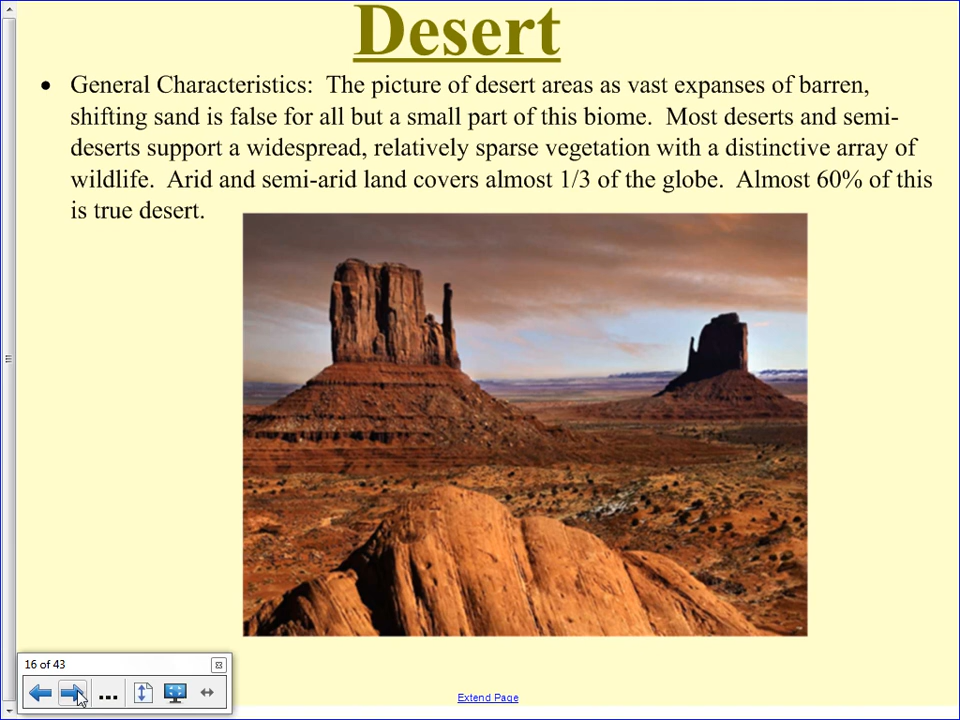 Desert
• General Characteristics:  The picture of desert areas as vast expanses of barren,
shifting sand is false for all but a small part of this biome.  Most deserts and semi-
deserts support a widespread, relatively sparse vegetation with a distinctive array of
wildlife.  Arid and semi-arid land covers almost 1/3 of the globe.  Almost 60% of this
is true desert.
16 of 43
...
Extend Page